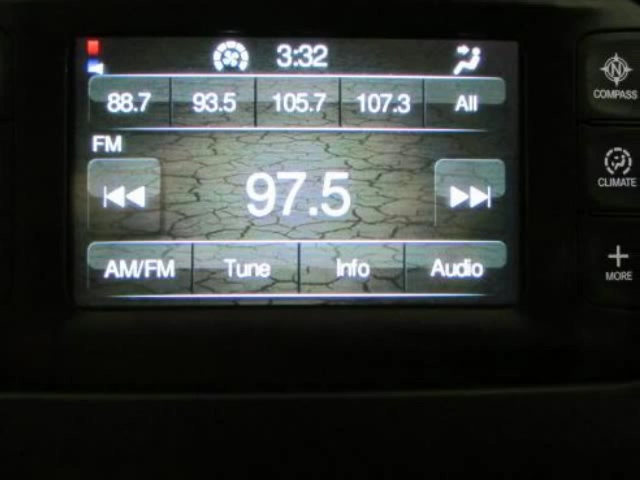 3:32
88.7 93.5 105.7 107.3 All
FM
97.5
AM/FM Tune Info Audio
N
COMPASS
CLIMATE
MORE